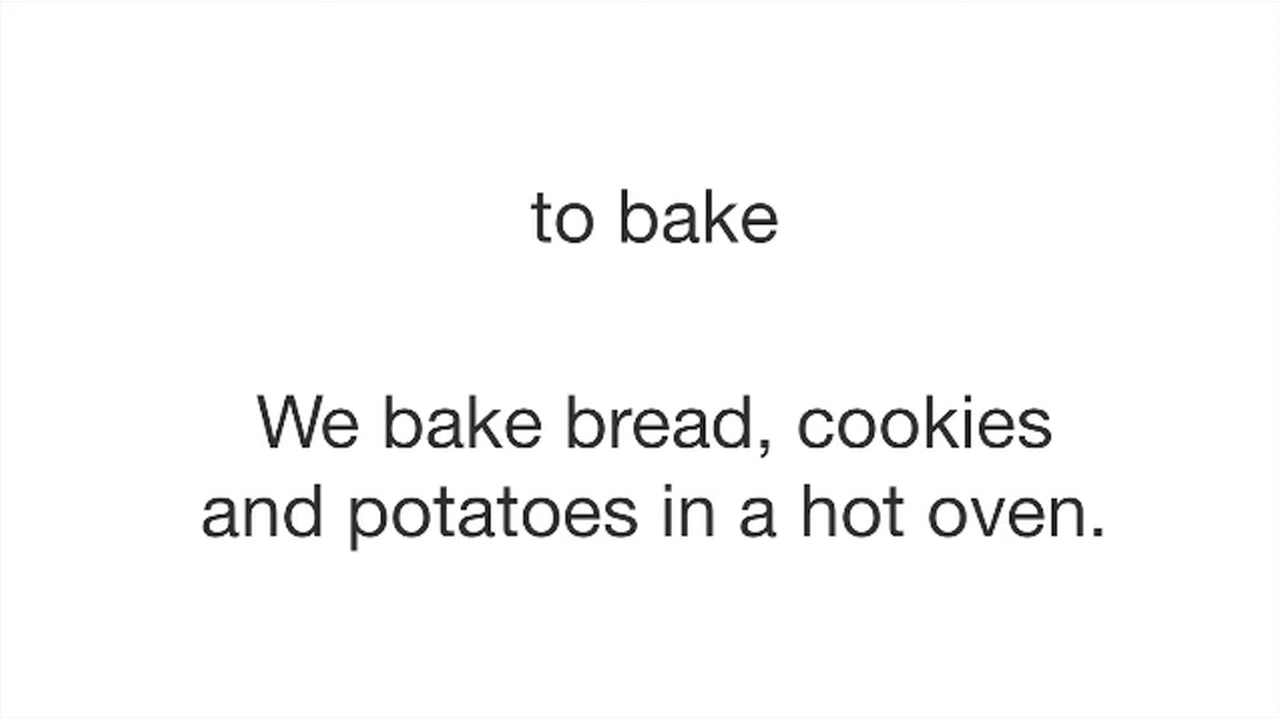 to bake
We bake bread, cookies
and potatoes in a hot oven.